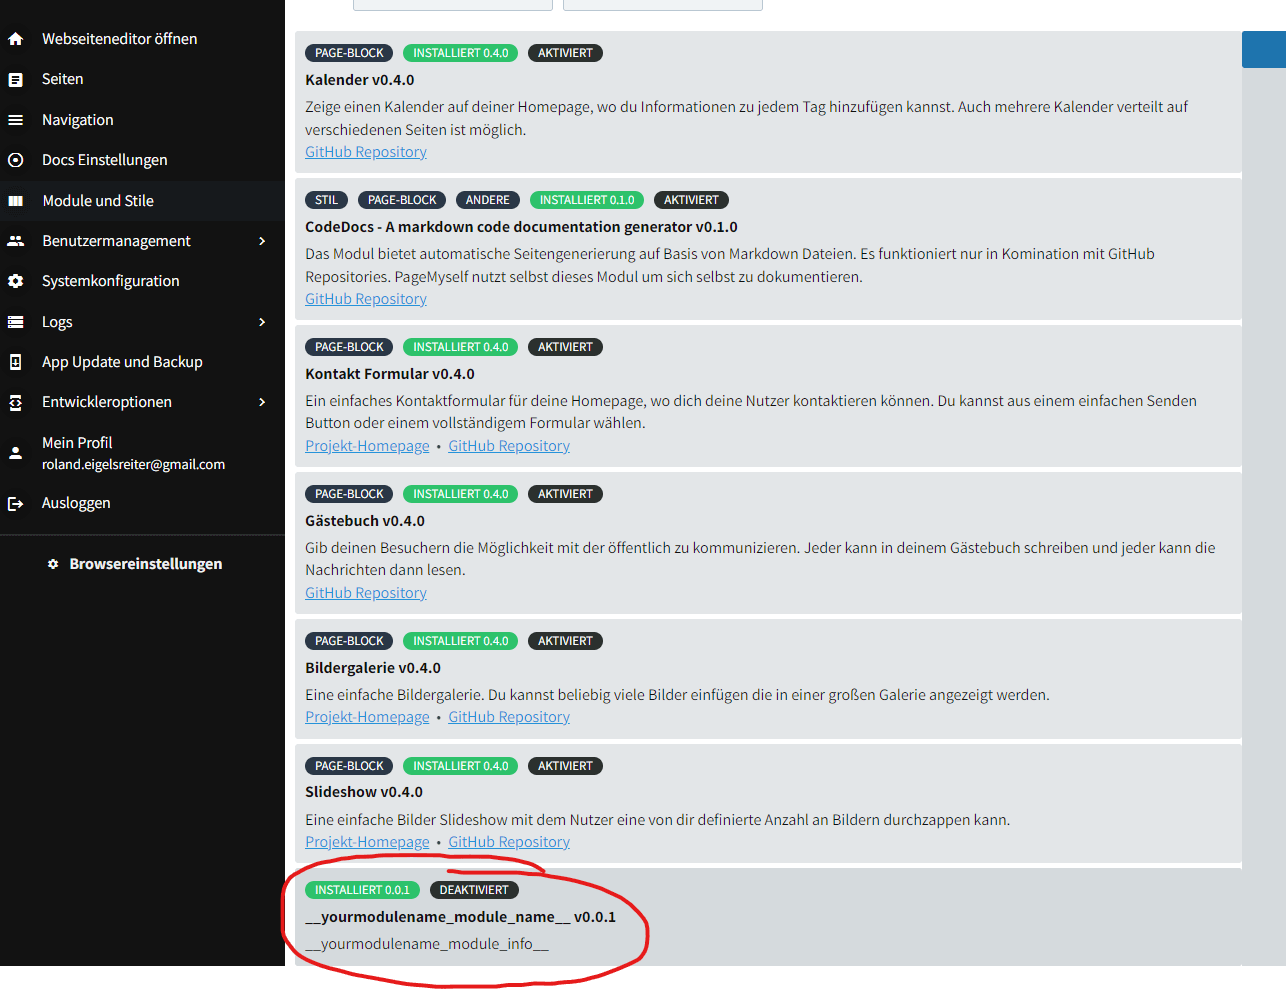 Webseiteneditor öffnen
Seiten
Navigation
Docs Einstellungen
Module und Stile
Benutzermanagement
Systemkonfiguration
Logs
App Update und Backup
Entwickleroptionen
Mein Profil
roland.eigelsreiter@gmail.com
Ausloggen
Browsereinstellungen
PAGE-BLOCK INSTALLIERT 0.4.0 AKTIVIERT
Kalender v0.4.0
Zeige einen Kalender auf deiner Homepage, wo du Informationen zu jedem Tag hinzufügen kannst. Auch mehrere Kalender verteilt auf
verschiedenen Seiten ist möglich.
GitHub Repository
STIL PAGE-BLOCK ANDERE INSTALLIERT 0.1.0 AKTIVIERT
CodeDocs - A markdown code documentation generator v0.1.0
Das Modul bietet automatische Seitengenerierung auf Basis von Markdown Dateien. Es funktioniert nur in Komination mit GitHub
Repositories. PageMyself nutzt selbst dieses Modul um sich selbst zu dokumentieren.
GitHub Repository
PAGE-BLOCK INSTALLIERT 0.4.0 AKTIVIERT
Kontakt Formular v0.4.0
Ein einfaches Kontaktformular für deine Homepage, wo dich deine Nutzer kontaktieren können. Du kannst aus einem einfachen Senden
Button oder einem vollständigem Formular wählen.
Projekt-Homepage • GitHub Repository
PAGE-BLOCK INSTALLIERT 0.4.0 AKTIVIERT
Gästebuch v0.4.0
Gib deinen Besuchern die Möglichkeit mit der öffentlich zu kommunizieren. Jeder kann in deinem Gästebuch schreiben und jeder kann die
Nachrichten dann lesen.
GitHub Repository
PAGE-BLOCK INSTALLIERT 0.4.0 AKTIVIERT
Bildergalerie v0.4.0
Eine einfache Bildergalerie. Du kannst beliebig viele Bilder einfügen die in einer großen Galerie angezeigt werden.
Projekt-Homepage • GitHub Repository
PAGE-BLOCK INSTALLIERT 0.4.0 AKTIVIERT
Slideshow v0.4.0
Eine einfache Bilder Slideshow mit dem Nutzer eine von dir definierte Anzahl an Bildern durchzappen kann.
Projekt-Homepage • GitHub Repository
INSTALLIERT 0.0.1 DEAKTIVIERT
__yourmodulename_module_name__ v0.0.1
__yourmodulename_module_info__